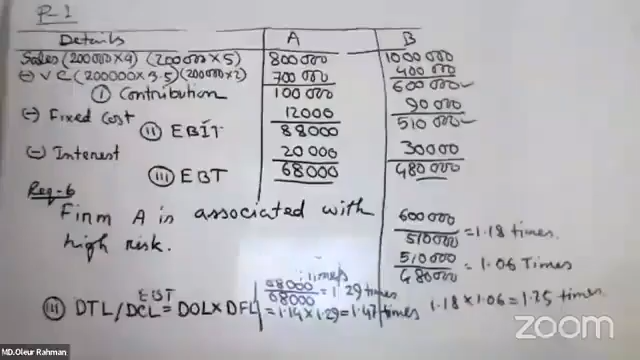 P-1
Details A B
Sales (200000×4) (200000×5) 800000 1000000
(-) VC (200000×3.5)(200000×2) 700000 400000
(I) Contribution 100000 600000
(-) Fixed Cost 12000 90000
(II) EBIT 88000 510000
(-) Interest 20000 30000
(III) EBT 68000 480000
Req-6
Firm A is associated with
high risk.
600000
510000 = 1.18 times.
510000
480000 = 1.06 Times
EBT
88000
68000 = 1.29 times
(III) DTL/DCL = DOL×DFL = 1.14×1.29 = 1.47 times 1.18 × 1.06 = 1.25 times.
zoom
MD.Oleur Rahman